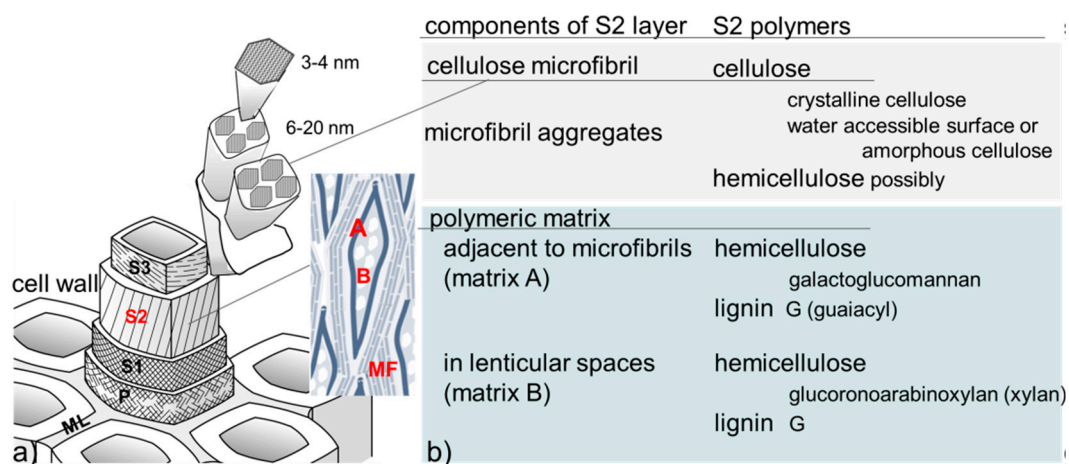 3-4 nm
6-20 nm
cell wall
S3
S2
S1
P
ML
A
B
MF
a)
components of S2 layer S2 polymers
cellulose microfibril cellulose
crystalline cellulose
microfibril aggregates water accessible surface or
amorphous cellulose
hemicellulose possibly
polymeric matrix
adjacent to microfibrils hemicellulose
(matrix A) galactoglucomannan
lignin G (guaiacyl)
in lenticular spaces hemicellulose
(matrix B) glucoronoarabinoxylan (xylan)
lignin G
b)